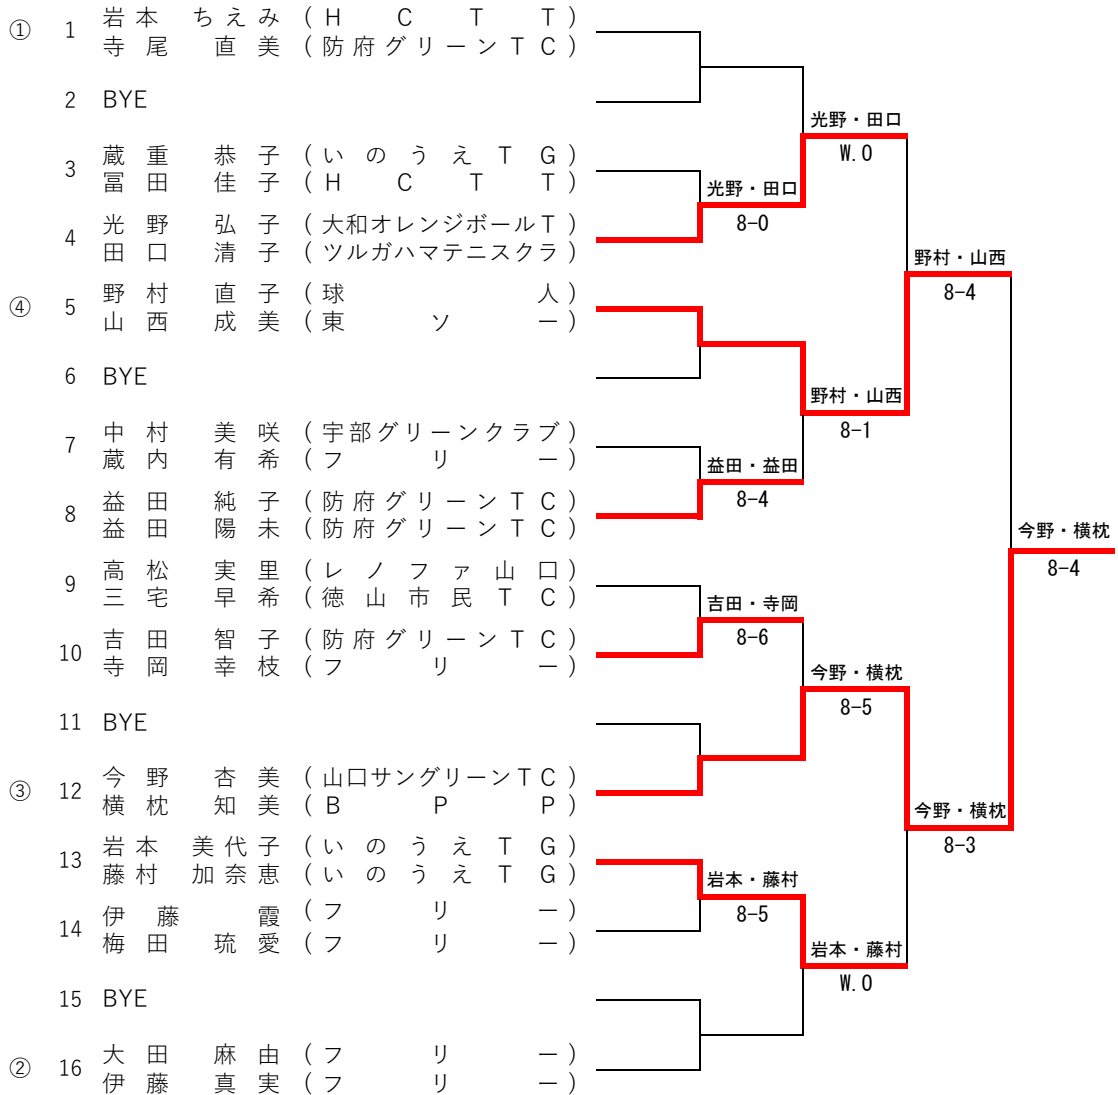 ① 1 岩本 ちえみ (HCTT)
寺尾 直美 (防府グリーンTC)
2 BYE
光野・田口
W.0
3 蔵重 恭子 (いのうえTG)
冨田 佳子 (HCTT)
光野・田口
8-0
4 光野 弘子 (大和オレンジボールT)
田口 清子 (ツルガハマテニスクラ)
野村・山西
8-4
④ 5 野村 直子 (球人)
山西 成美 (東ソー)
6 BYE
野村・山西
8-1
7 中村 美咲 (宇部グリーンクラブ)
蔵内 有希 (フリー)
益田・益田
8-4
8 益田 純子 (防府グリーンTC)
益田 陽未 (防府グリーンTC)
今野・横枕
8-4
9 高松 実里 (レノファ山口)
三宅 早希 (徳山市民TC)
吉田・寺岡
8-6
10 吉田 智子 (防府グリーンTC)
寺岡 幸枝 (フリー)
今野・横枕
8-5
11 BYE
③ 12 今野 杏美 (山口サングリーンTC)
横枕 知美 (BPP)
今野・横枕
8-3
13 岩本 美代子 (いのうえTG)
藤村 加奈恵 (いのうえTG)
岩本・藤村
8-5
14 伊藤 霞 (フリー)
梅田 琉愛 (フリー)
岩本・藤村
W.0
15 BYE
② 16 大田 麻由 (フリー)
伊藤 真実 (フリー)